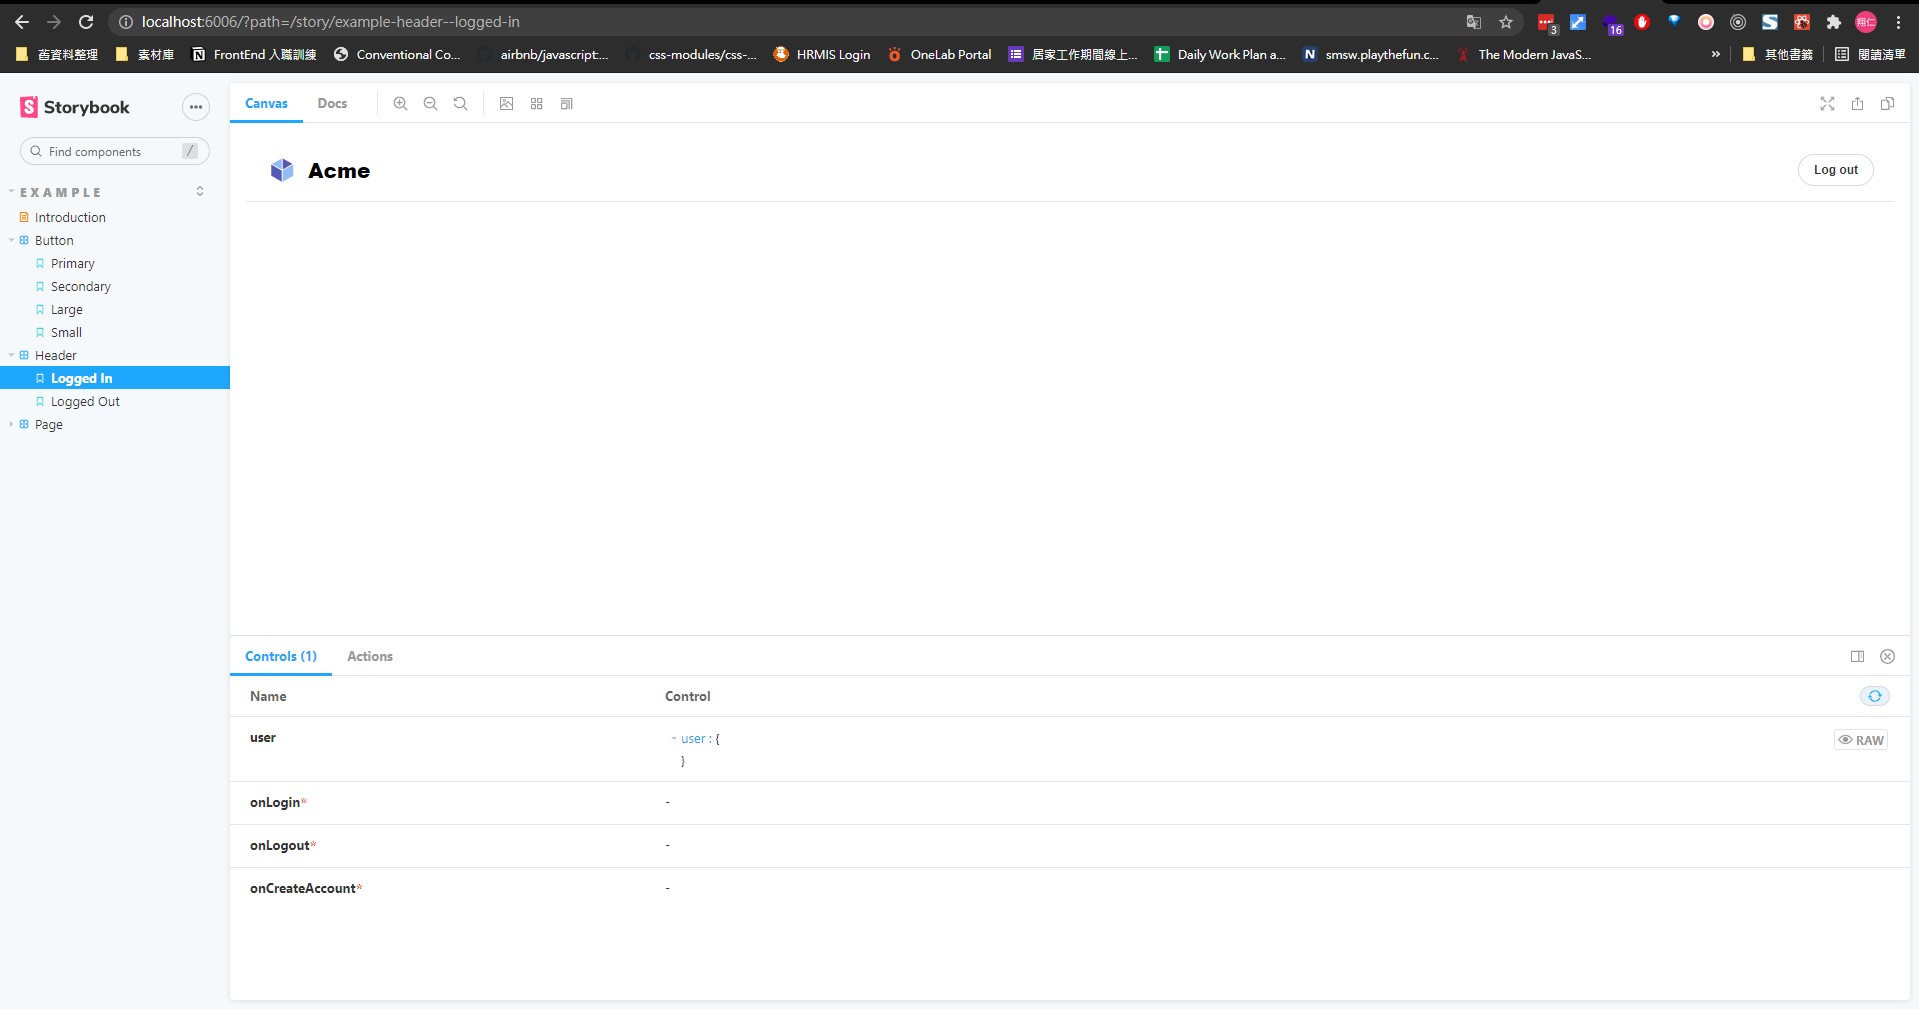 localhost:6006/?path=/story/example-header--logged-in
3
16
翔仁
舊資料整理
素材庫
FrontEnd 入職訓練
Conventional Co...
airbnb/javascript:...
css-modules/css-...
HRMIS Login
OneLab Portal
居家工作期間線上...
Daily Work Plan a...
smsw.playthefun.c...
The Modern JavaS...
»
其他書籤
閱讀清單
Storybook
Find components
/
EXAMPLE
Introduction
Button
Primary
Secondary
Large
Small
Header
Logged In
Logged Out
Page
Canvas
Docs
Acme
Log out
Controls (1)
Actions
Name
Control
user
user : {
}
RAW
onLogin*
-
onLogout*
-
onCreateAccount*
-